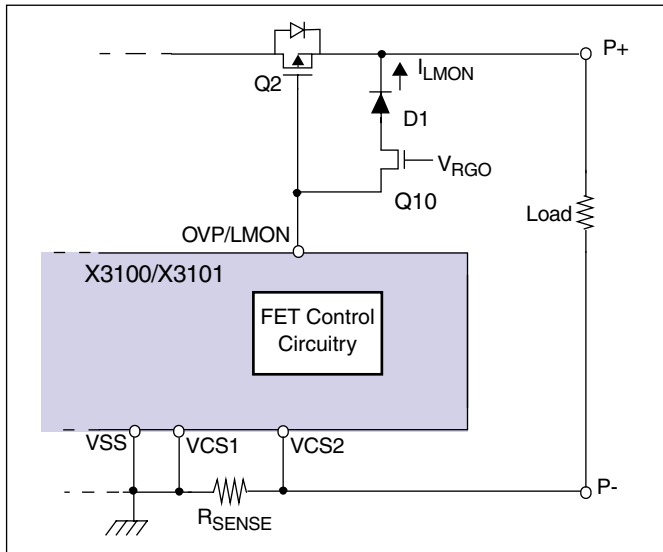 P+
I_LMON
Q2
D1
V_RGO
Q10
Load
OVP/LMON
X3100/X3101
FET Control
Circuitry
VSS
VCS1
VCS2
P-
R_SENSE